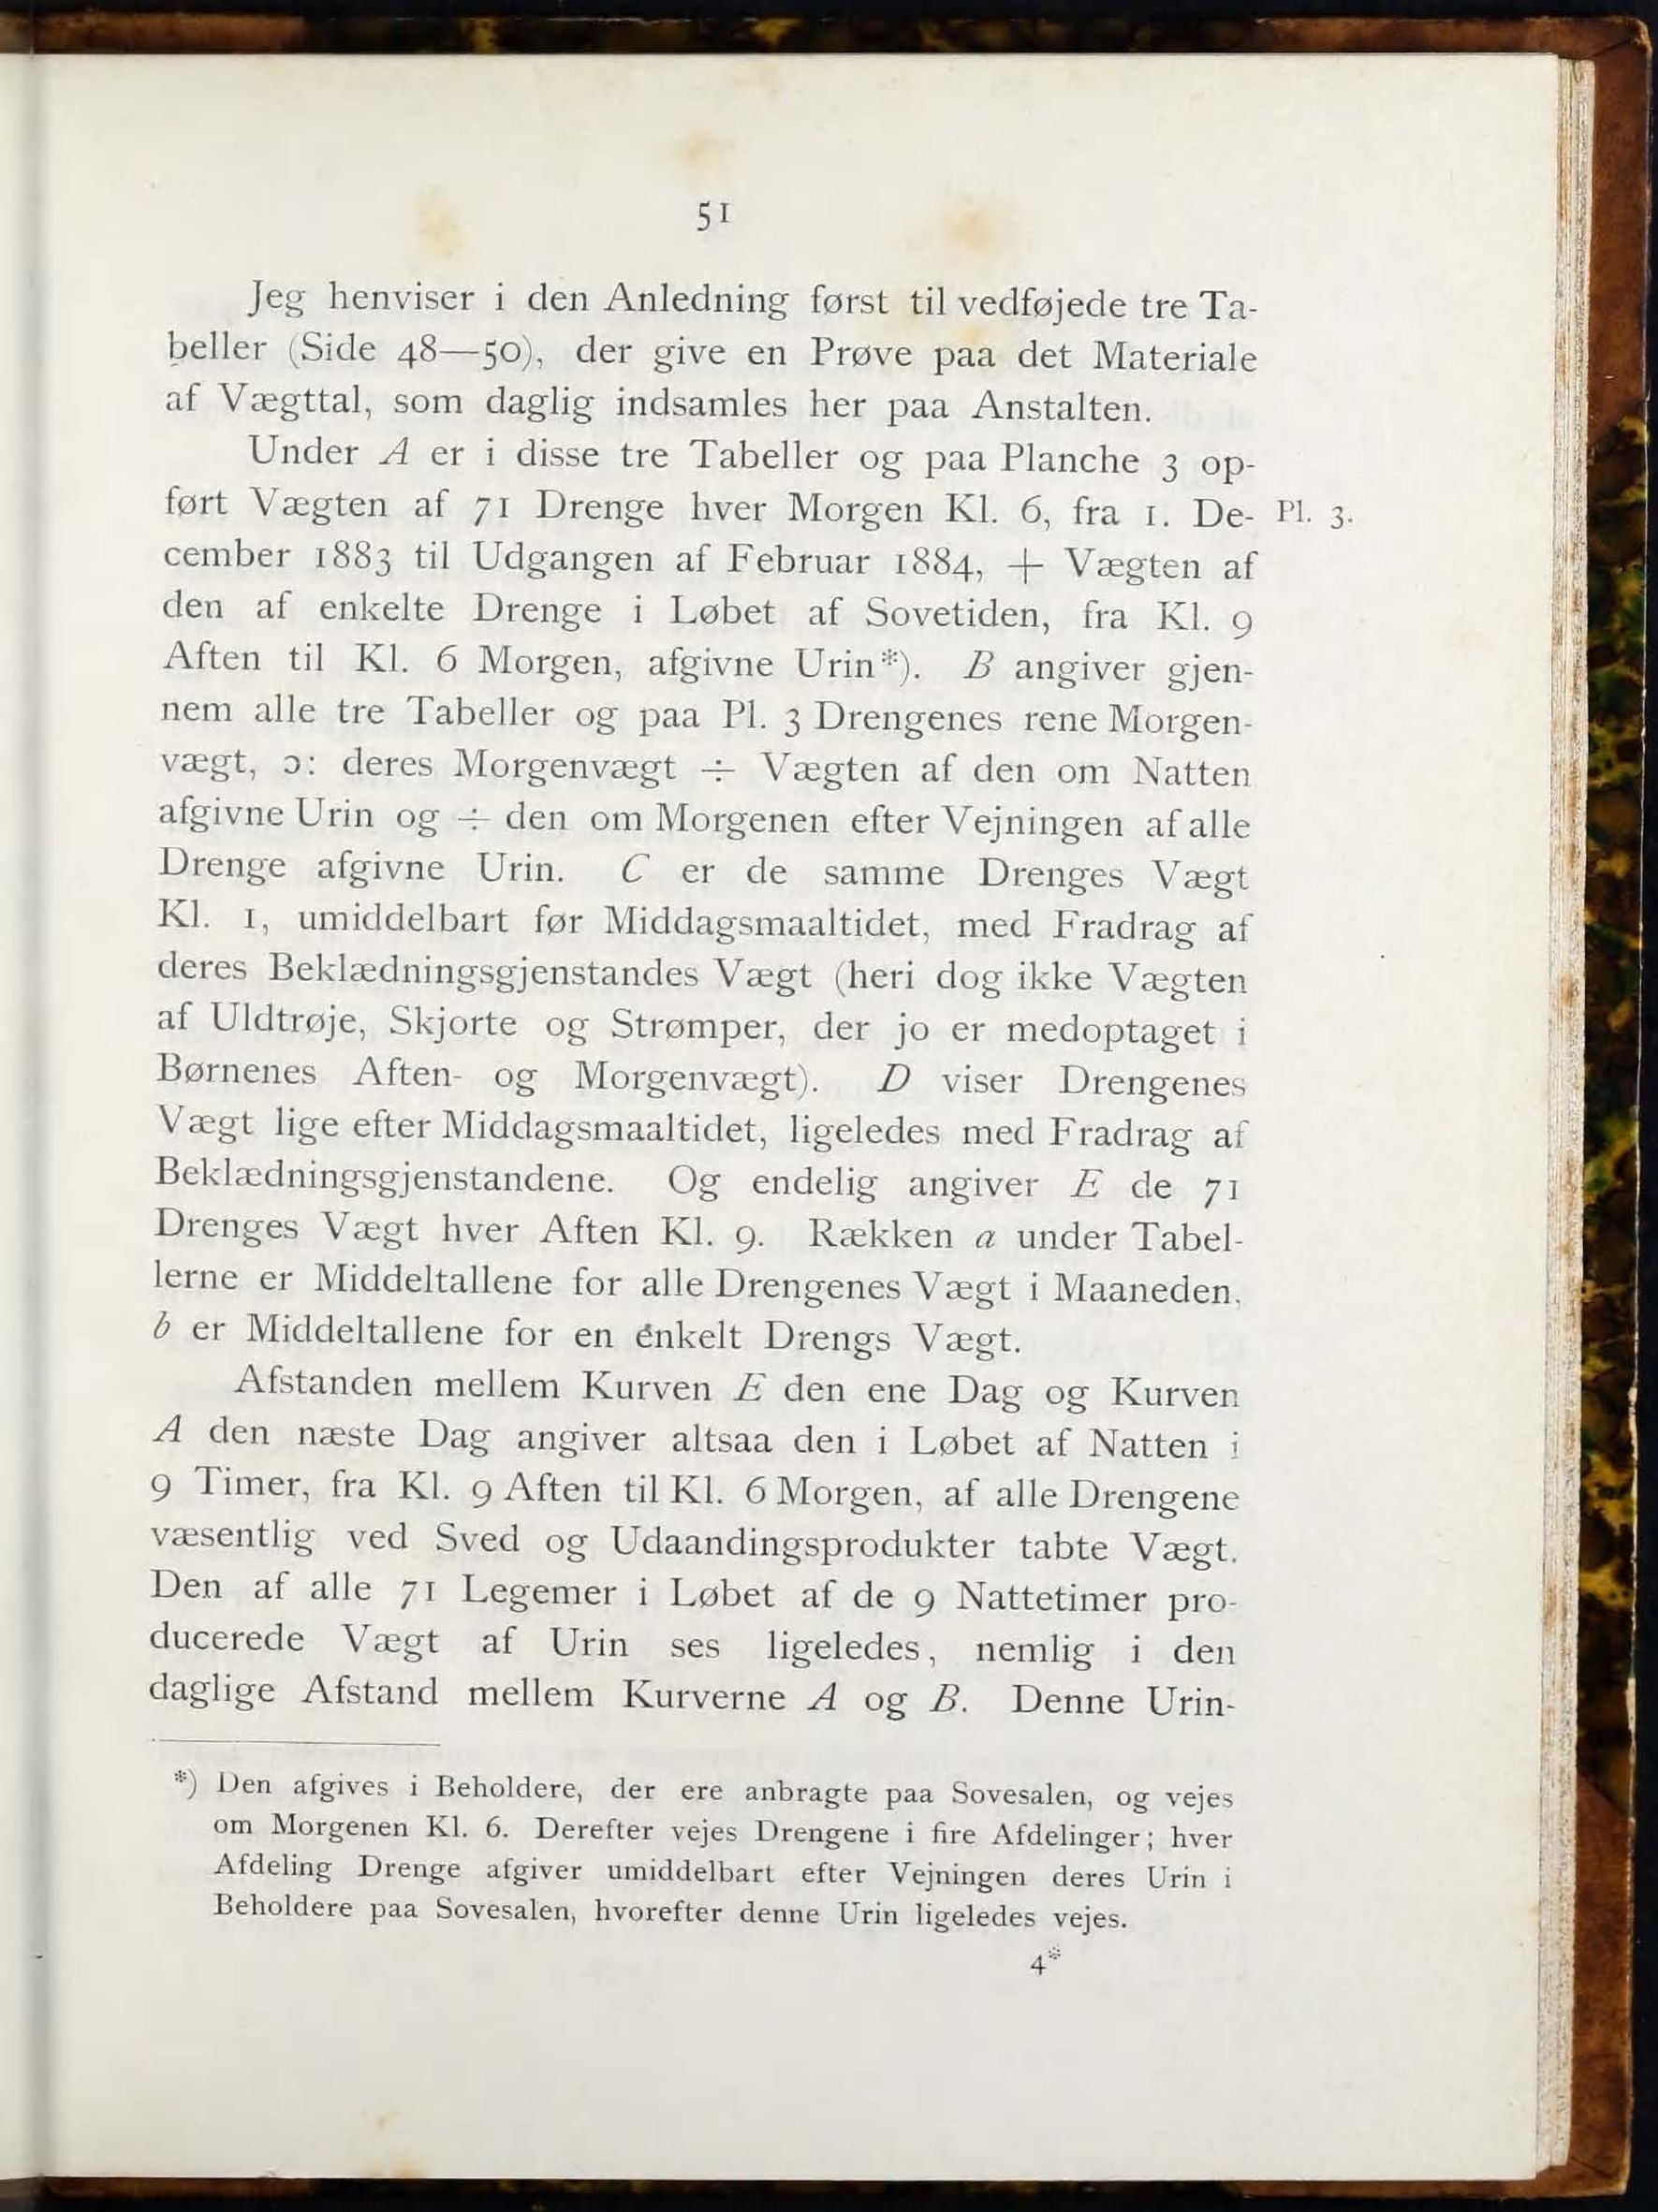 51
Jeg henviser i den Anledning først til vedføjede tre Ta-
beller (Side 48—50), der give en Prøve paa det Materiale
af Vægttal, som daglig indsamles her paa Anstalten.
Under A er i disse tre Tabeller og paa Planche 3 op-
ført Vægten af 71 Drenge hver Morgen Kl. 6, fra 1. De- Pl. 3.
cember 1883 til Udgangen af Februar 1884, + Vægten af
den af enkelte Drenge i Løbet af Sovetiden, fra Kl. 9
Aften til Kl. 6 Morgen, afgivne Urin*). B angiver gjen-
nem alle tre Tabeller og paa Pl. 3 Drengenes rene Morgen-
vægt, ɔ: deres Morgenvægt ÷ Vægten af den om Natten
afgivne Urin og ÷ den om Morgenen efter Vejningen af alle
Drenge afgivne Urin. C er de samme Drenges Vægt
Kl. 1, umiddelbart før Middagsmaaltidet, med Fradrag af
deres Beklædningsgjenstandes Vægt (heri dog ikke Vægten
af Uldtrøje, Skjorte og Strømper, der jo er medoptaget i
Børnenes Aften- og Morgenvægt). D viser Drengenes
Vægt lige efter Middagsmaaltidet, ligeledes med Fradrag af
Beklædningsgjenstandene. Og endelig angiver E de 71
Drenges Vægt hver Aften Kl. 9. Rækken a under Tabel-
lerne er Middeltallene for alle Drengenes Vægt i Maaneden.
b er Middeltallene for en énkelt Drengs Vægt.
Afstanden mellem Kurven E den ene Dag og Kurven
A den næste Dag angiver altsaa den i Løbet af Natten i
9 Timer, fra Kl. 9 Aften til Kl. 6 Morgen, af alle Drengene
væsentlig ved Sved og Udaandingsprodukter tabte Vægt.
Den af alle 71 Legemer i Løbet af de 9 Nattetimer pro-
ducerede Vægt af Urin ses ligeledes, nemlig i den
daglige Afstand mellem Kurverne A og B. Denne Urin-
*) Den afgives i Beholdere, der ere anbragte paa Sovesalen, og vejes
om Morgenen Kl. 6. Derefter vejes Drengene i fire Afdelinger; hver
Afdeling Drenge afgiver umiddelbart efter Vejningen deres Urin i
Beholdere paa Sovesalen, hvorefter denne Urin ligeledes vejes.
4*